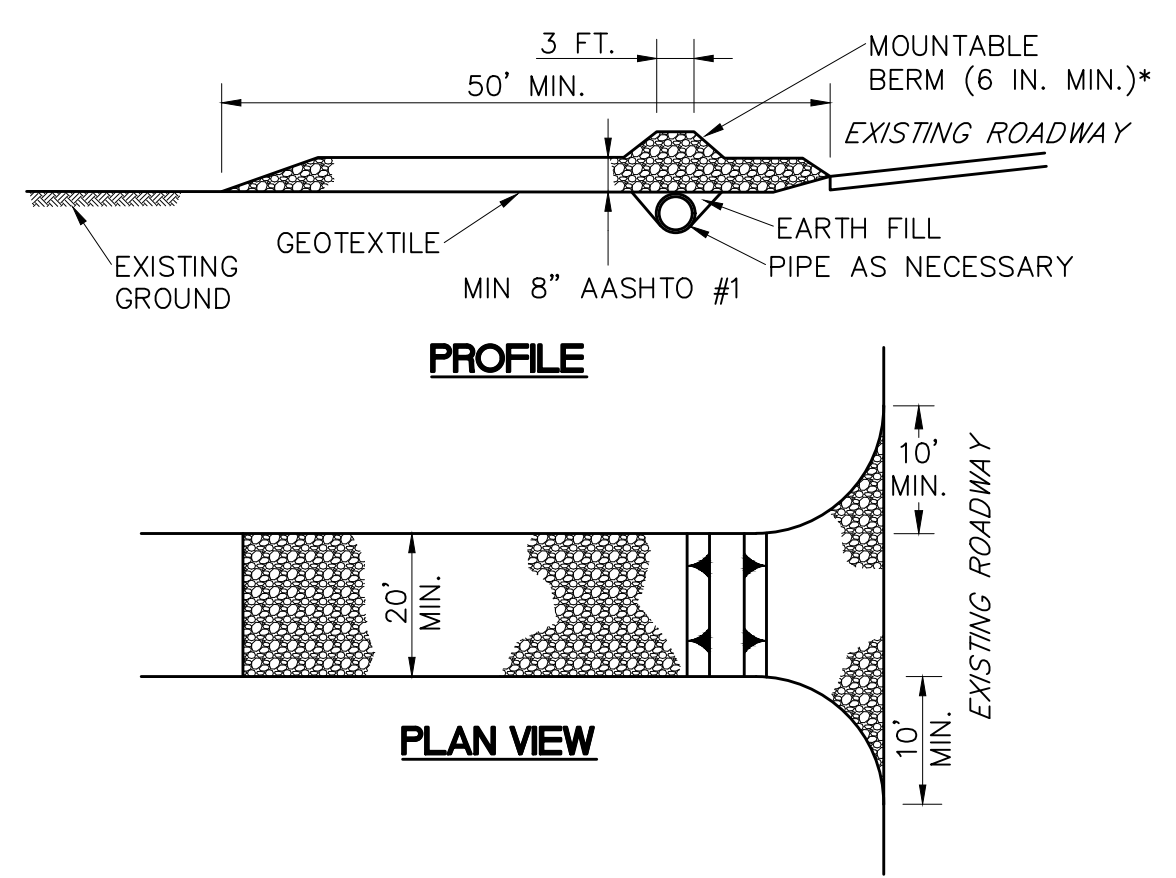 3 FT.
50' MIN.
MOUNTABLE
BERM (6 IN. MIN.)*
EXISTING ROADWAY
GEOTEXTILE
EARTH FILL
PIPE AS NECESSARY
EXISTING
GROUND
MIN 8" AASHTO #1
PROFILE
10'
MIN.
EXISTING ROADWAY
20'
MIN.
10'
MIN.
PLAN VIEW